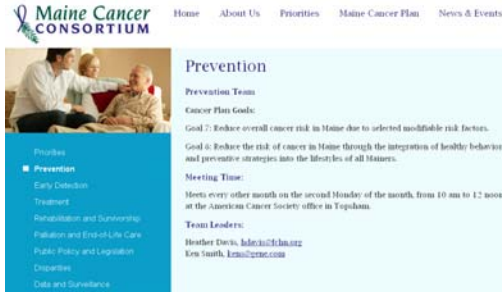 Maine Cancer
CONSORTIUM
Home About Us Priorities Maine Cancer Plan News & Events
Prevention
Prevention Team
Cancer Plan Goals:
Goal 7: Reduce overall cancer risk in Maine due to selected modifiable risk factors.
Goal 6: Reduce the risk of cancer in Maine through the integration of healthy behavior
and preventive strategies into the lifestyles of all Mainers.
Meeting Time:
Meets every other month on the second Monday of the month, from 10 am to 12 noon
at the American Cancer Society office in Topsham.
Team Leaders:
Heather Davis, hdavis@fchn.org
Ken Smith, kens@gene.com
Priorities
Prevention
Early Detection
Treatment
Rehabilitation and Survivorship
Palliation and End-of-Life Care
Public Policy and Legislation
Disparities
Data and Surveillance